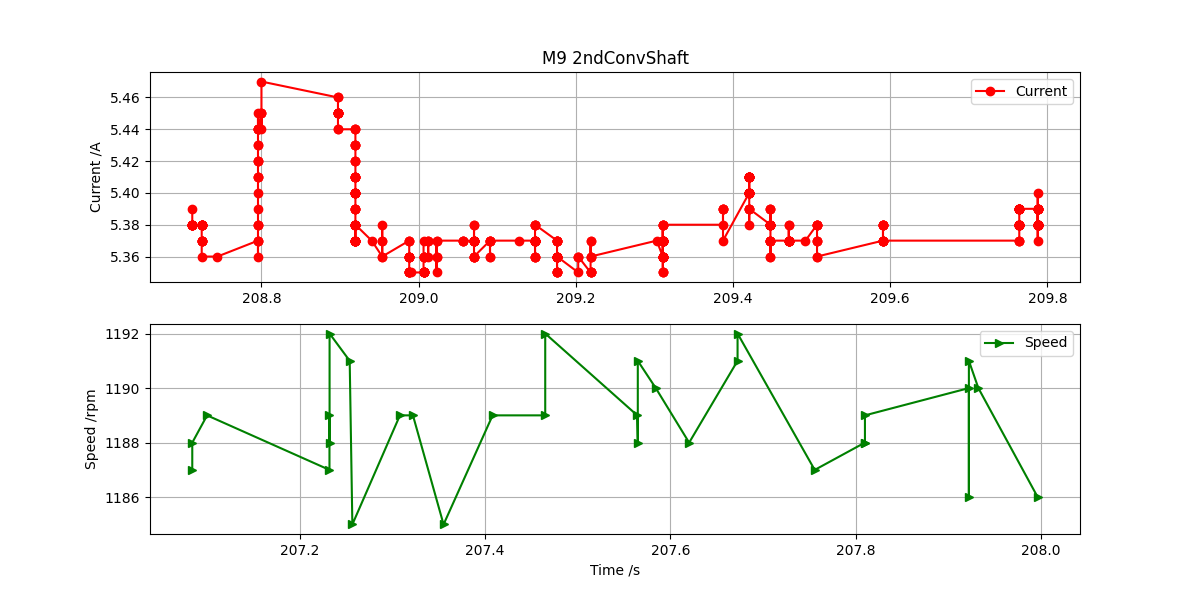 M9 2ndConvShaft
Current /A
5.46
5.44
5.42
5.40
5.38
5.36
Current
208.8 209.0 209.2 209.4 209.6 209.8
Speed /rpm
1192
1190
1188
1186
Speed
207.2 207.4 207.6 207.8 208.0
Time /s